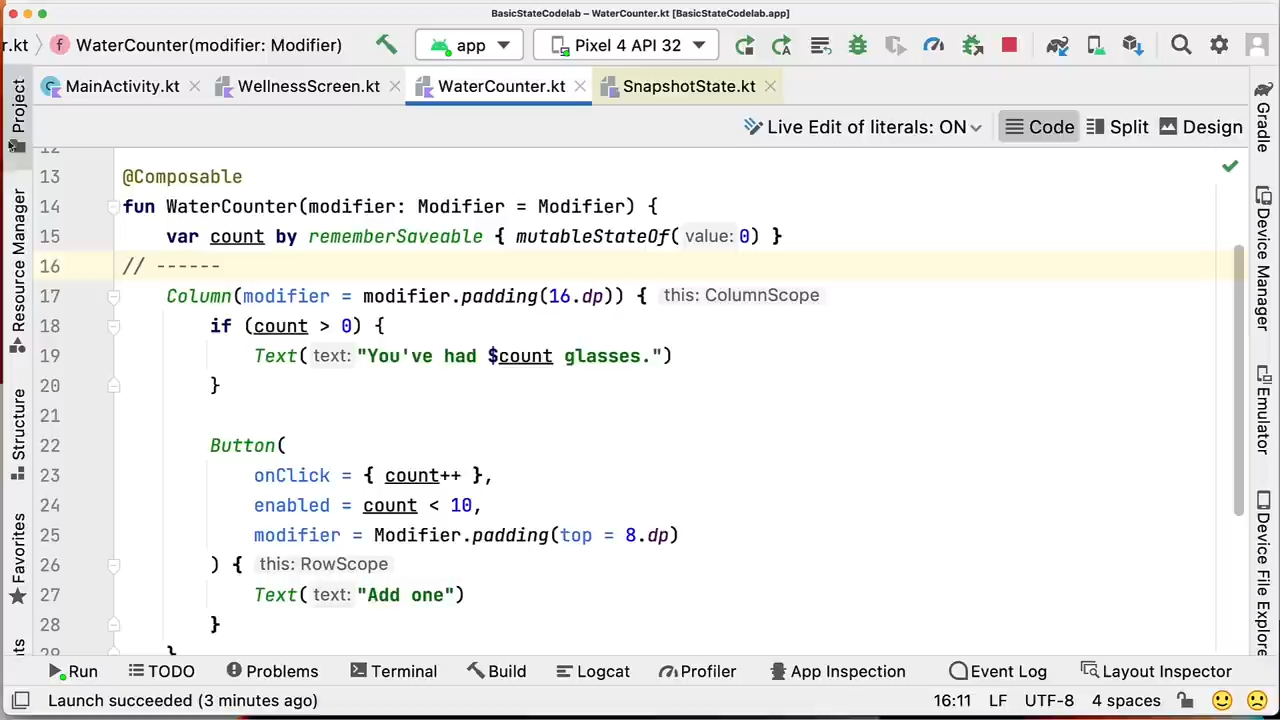 BasicStateCodelab – WaterCounter.kt [BasicStateCodelab.app]
r.kt WaterCounter(modifier: Modifier) app Pixel 4 API 32
MainActivity.kt WellnessScreen.kt WaterCounter.kt SnapshotState.kt
Live Edit of literals: ON Code Split Design
Project
Resource Manager
Structure
Favorites
12
13 @Composable
14 fun WaterCounter(modifier: Modifier = Modifier) {
15 var count by rememberSaveable { mutableStateOf( value: 0) }
16 // ------
17 Column(modifier = modifier.padding(16.dp)) { this: ColumnScope
18 if (count > 0) {
19 Text( text: "You've had $count glasses.")
20 }
21
22 Button(
23 onClick = { count++ },
24 enabled = count < 10,
25 modifier = Modifier.padding(top = 8.dp)
26 ) { this: RowScope
27 Text( text: "Add one")
28 }
29 }
Gradle
Device Manager
Emulator
Device File Explore
Run TODO Problems Terminal Build Logcat Profiler App Inspection Event Log Layout Inspector
Launch succeeded (3 minutes ago) 16:11 LF UTF-8 4 spaces